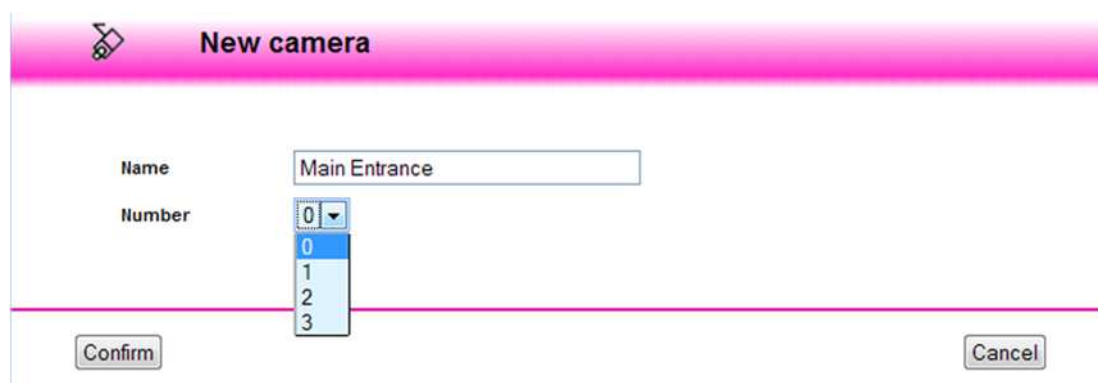 New camera
Name Main Entrance
Number 0
0
1
2
3
Confirm Cancel